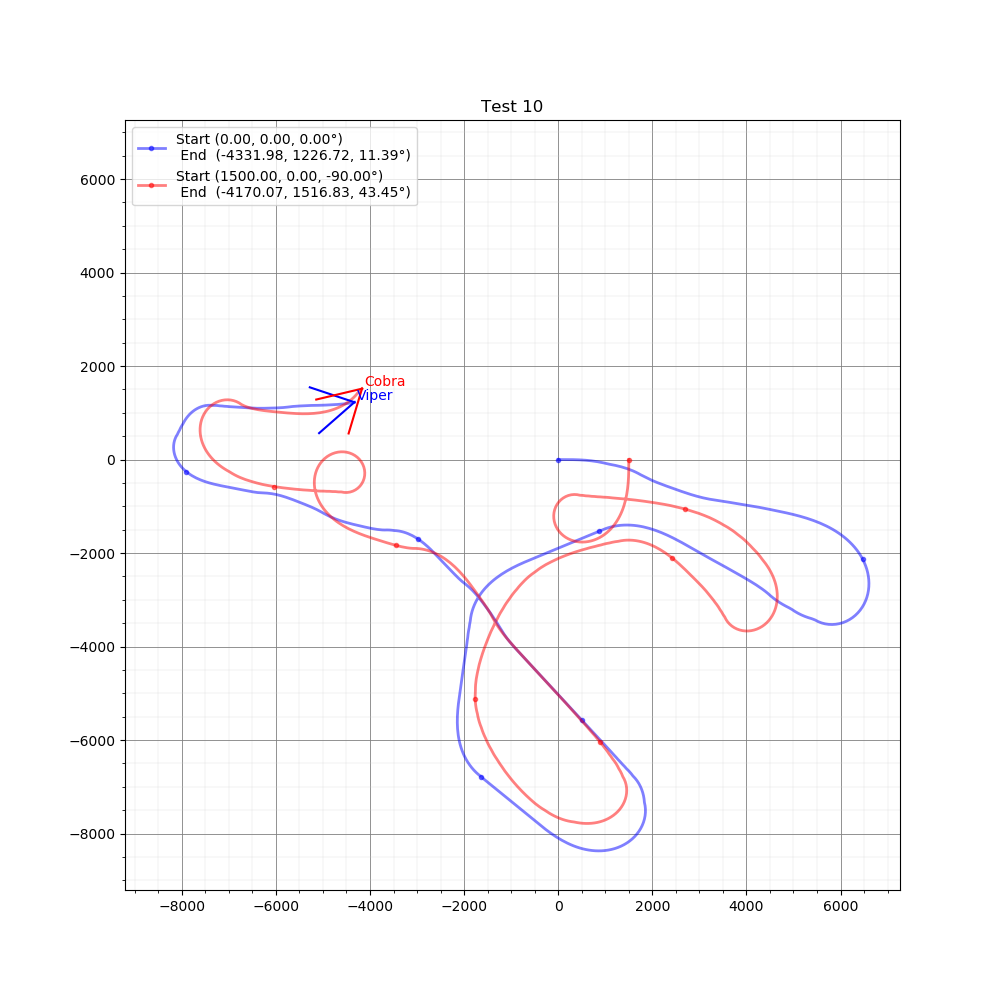 Test 10
Start (0.00, 0.00, 0.00°)
End  (-4331.98, 1226.72, 11.39°)
Start (1500.00, 0.00, -90.00°)
End  (-4170.07, 1516.83, 43.45°)
6000
4000
2000
Cobra
Viper
0
−2000
−4000
−6000
−8000
−8000 −6000 −4000 −2000 0 2000 4000 6000